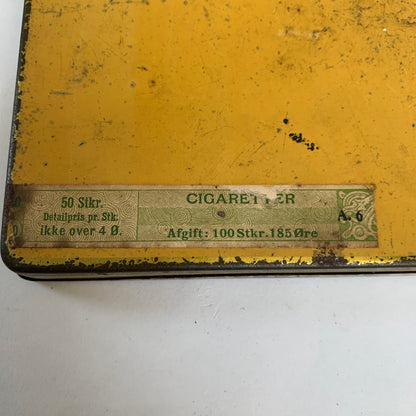 50 Stkr.
Detailpris pr. Stk.
ikke over 4 Ø.
CIGARETTER
A. 6
Afgift: 100 Stkr. 185 Øre